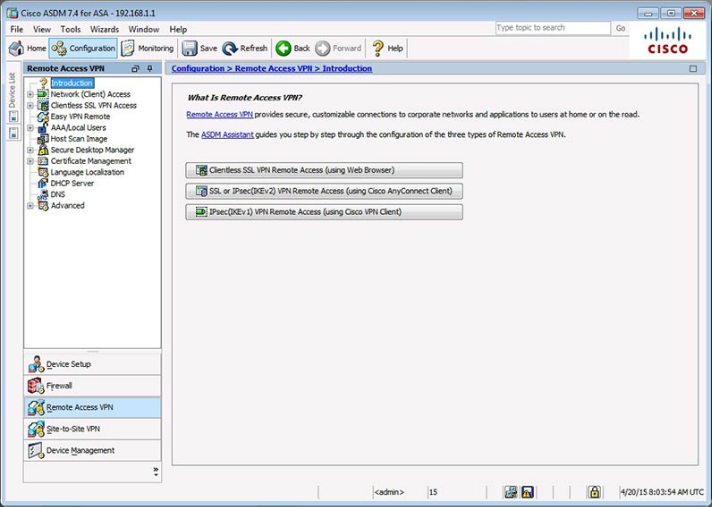 Cisco ASDM 7.4 for ASA - 192.168.1.1
File View Tools Wizards Window Help
Type topic to search Go
Home Configuration Monitoring Save Refresh Back Forward Help
CISCO
Device List
Remote Access VPN
Introduction
Network (Client) Access
Clientless SSL VPN Access
Easy VPN Remote
AAA/Local Users
Host Scan Image
Secure Desktop Manager
Certificate Management
Language Localization
DHCP Server
DNS
Advanced
Device Setup
Firewall
Remote Access VPN
Site-to-Site VPN
Device Management
Configuration > Remote Access VPN > Introduction
What Is Remote Access VPN?
Remote Access VPN provides secure, customizable connections to corporate networks and applications to users at home or on the road.
The ASDM Assistant guides you step by step through the configuration of the three types of Remote Access VPN.
Clientless SSL VPN Remote Access (using Web Browser)
SSL or IPsec(IKEv2) VPN Remote Access (using Cisco AnyConnect Client)
IPsec(IKEv1) VPN Remote Access (using Cisco VPN Client)
<admin> 15 4/20/15 8:03:54 AM UTC